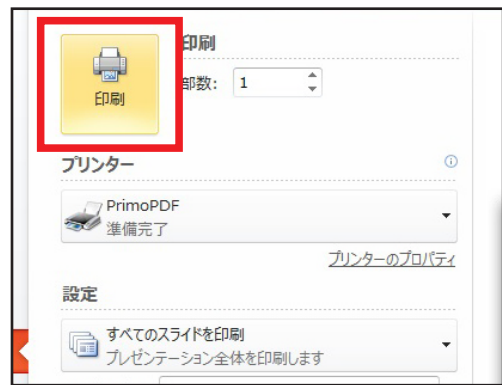 印刷
印刷
部数: 1
プリンター
PrimoPDF
準備完了
プリンターのプロパティ
設定
すべてのスライドを印刷
プレゼンテーション全体を印刷します